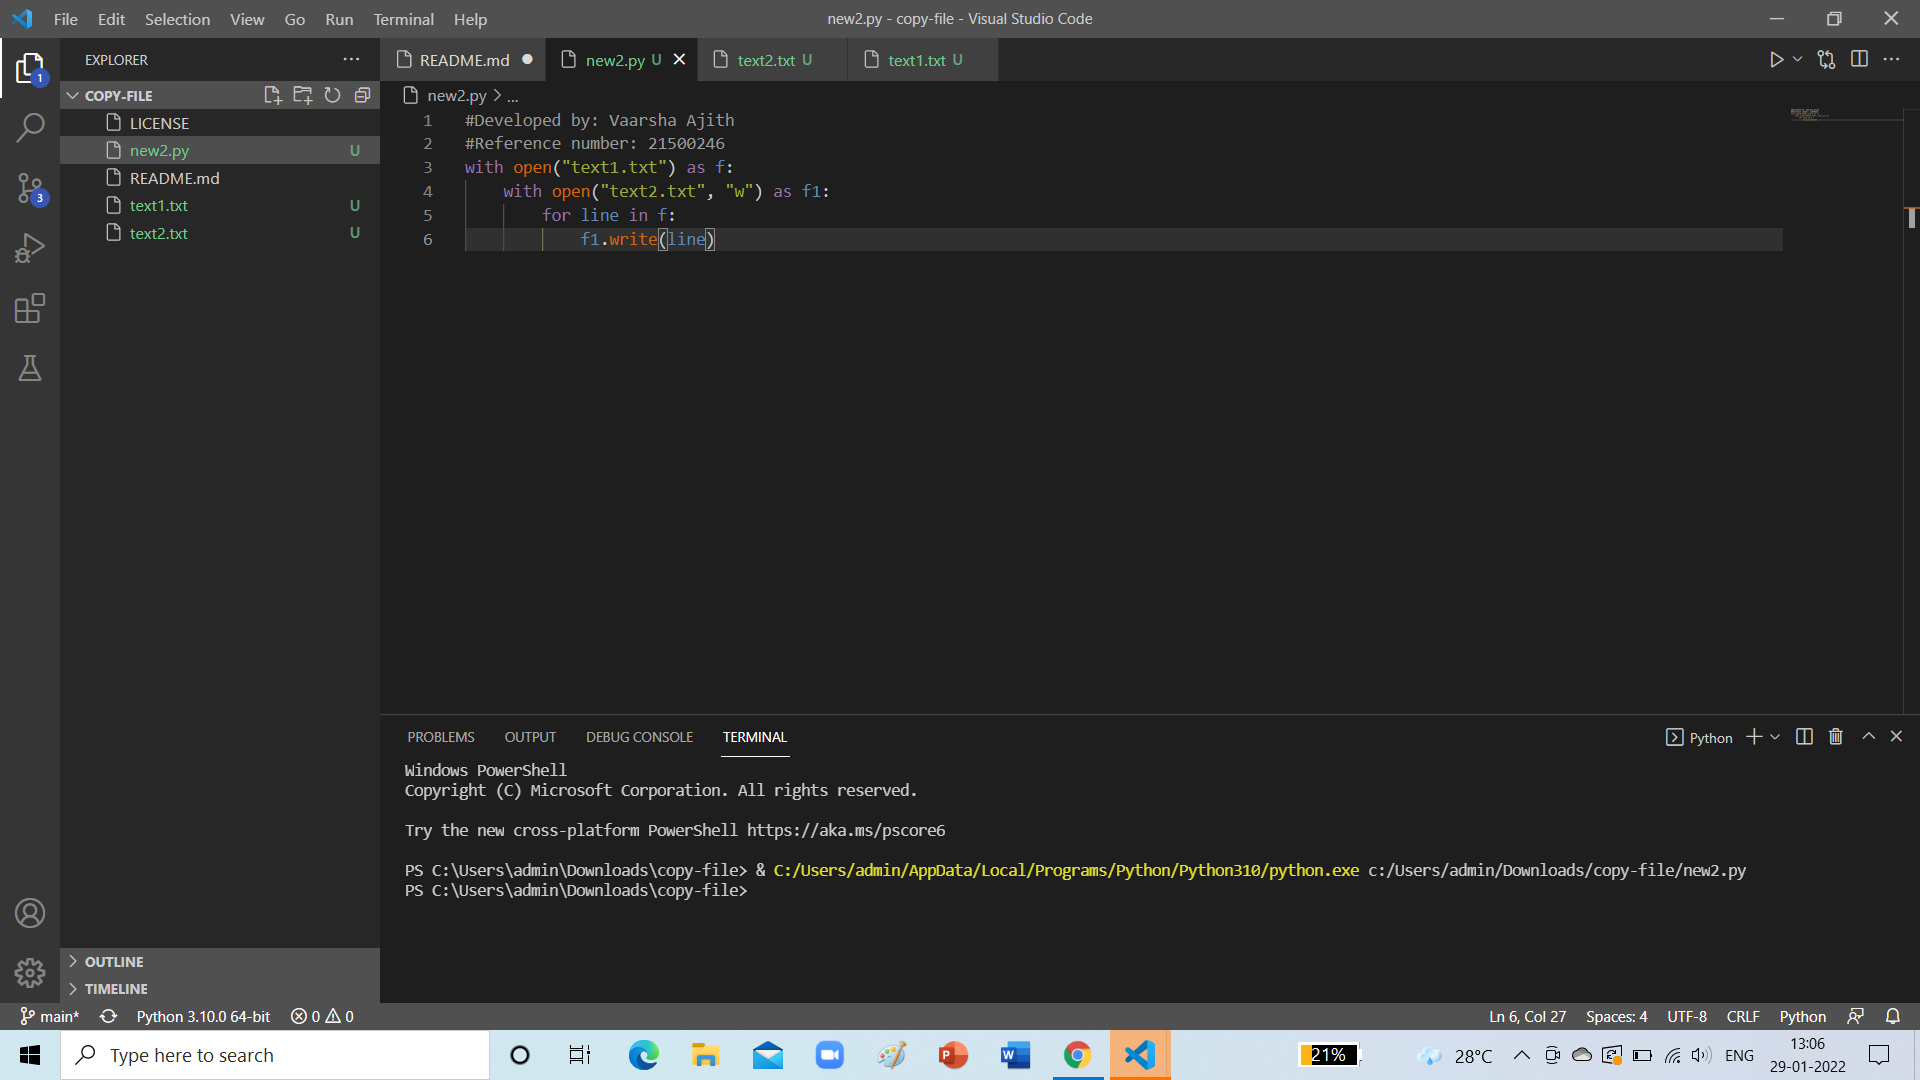 File Edit Selection View Go Run Terminal Help
new2.py - copy-file - Visual Studio Code
EXPLORER
README.md
new2.py U
text2.txt U
text1.txt U
1
COPY-FILE
new2.py > ...
LICENSE
new2.py U
README.md
text1.txt U
text2.txt U
3
1 #Developed by: Vaarsha Ajith
2 #Reference number: 21500246
3 with open("text1.txt") as f:
4 with open("text2.txt", "w") as f1:
5 for line in f:
6 f1.write(line)
PROBLEMS OUTPUT DEBUG CONSOLE TERMINAL
Python
Windows PowerShell
Copyright (C) Microsoft Corporation. All rights reserved.
Try the new cross-platform PowerShell https://aka.ms/pscore6
PS C:\Users\admin\Downloads\copy-file> & C:/Users/admin/AppData/Local/Programs/Python/Python310/python.exe c:/Users/admin/Downloads/copy-file/new2.py
PS C:\Users\admin\Downloads\copy-file>
OUTLINE
TIMELINE
main* Python 3.10.0 64-bit 0 0
Ln 6, Col 27 Spaces: 4 UTF-8 CRLF Python
Type here to search
P
W
21%
28°C
ENG
13:06
29-01-2022